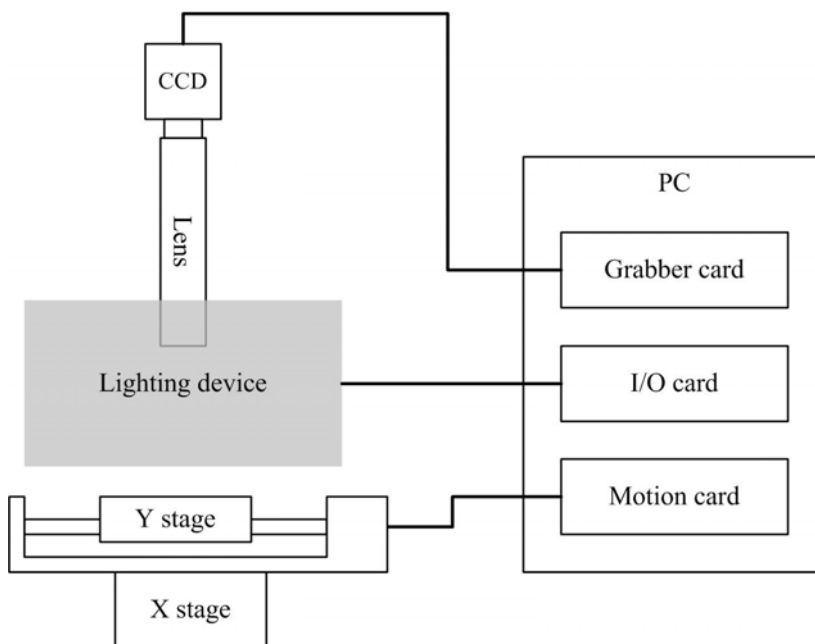 CCD
PC
Lens
Grabber card
Lighting device
I/O card
Motion card
Y stage
X stage